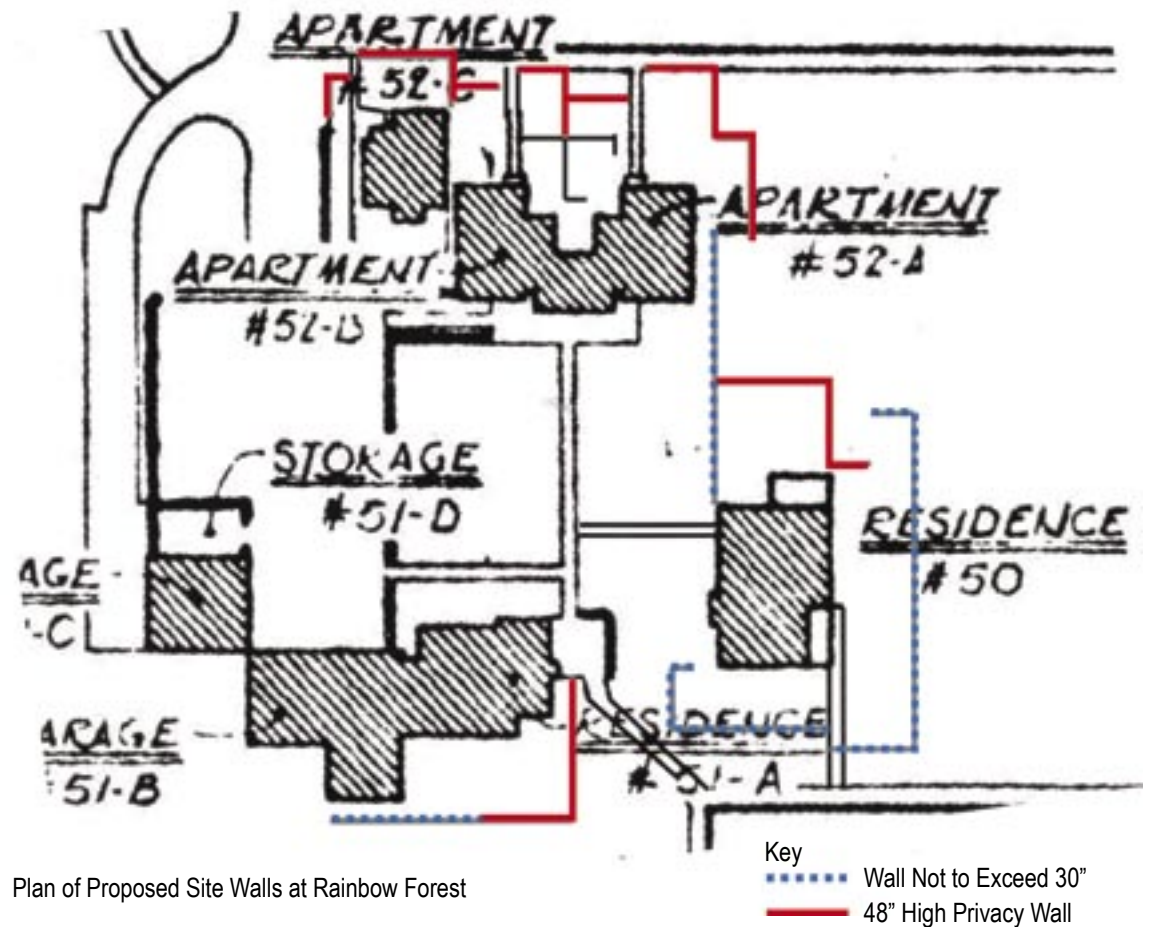 APARTMENT
# 52-C
APARTMENT
# 52-A
APARTMENT
#52-B
STORAGE
#51-D
RESIDENCE
#50
AGE
-C
RESIDENCE
# 51-A
ARAGE
51-B
Key
Wall Not to Exceed 30”
48” High Privacy Wall
Plan of Proposed Site Walls at Rainbow Forest